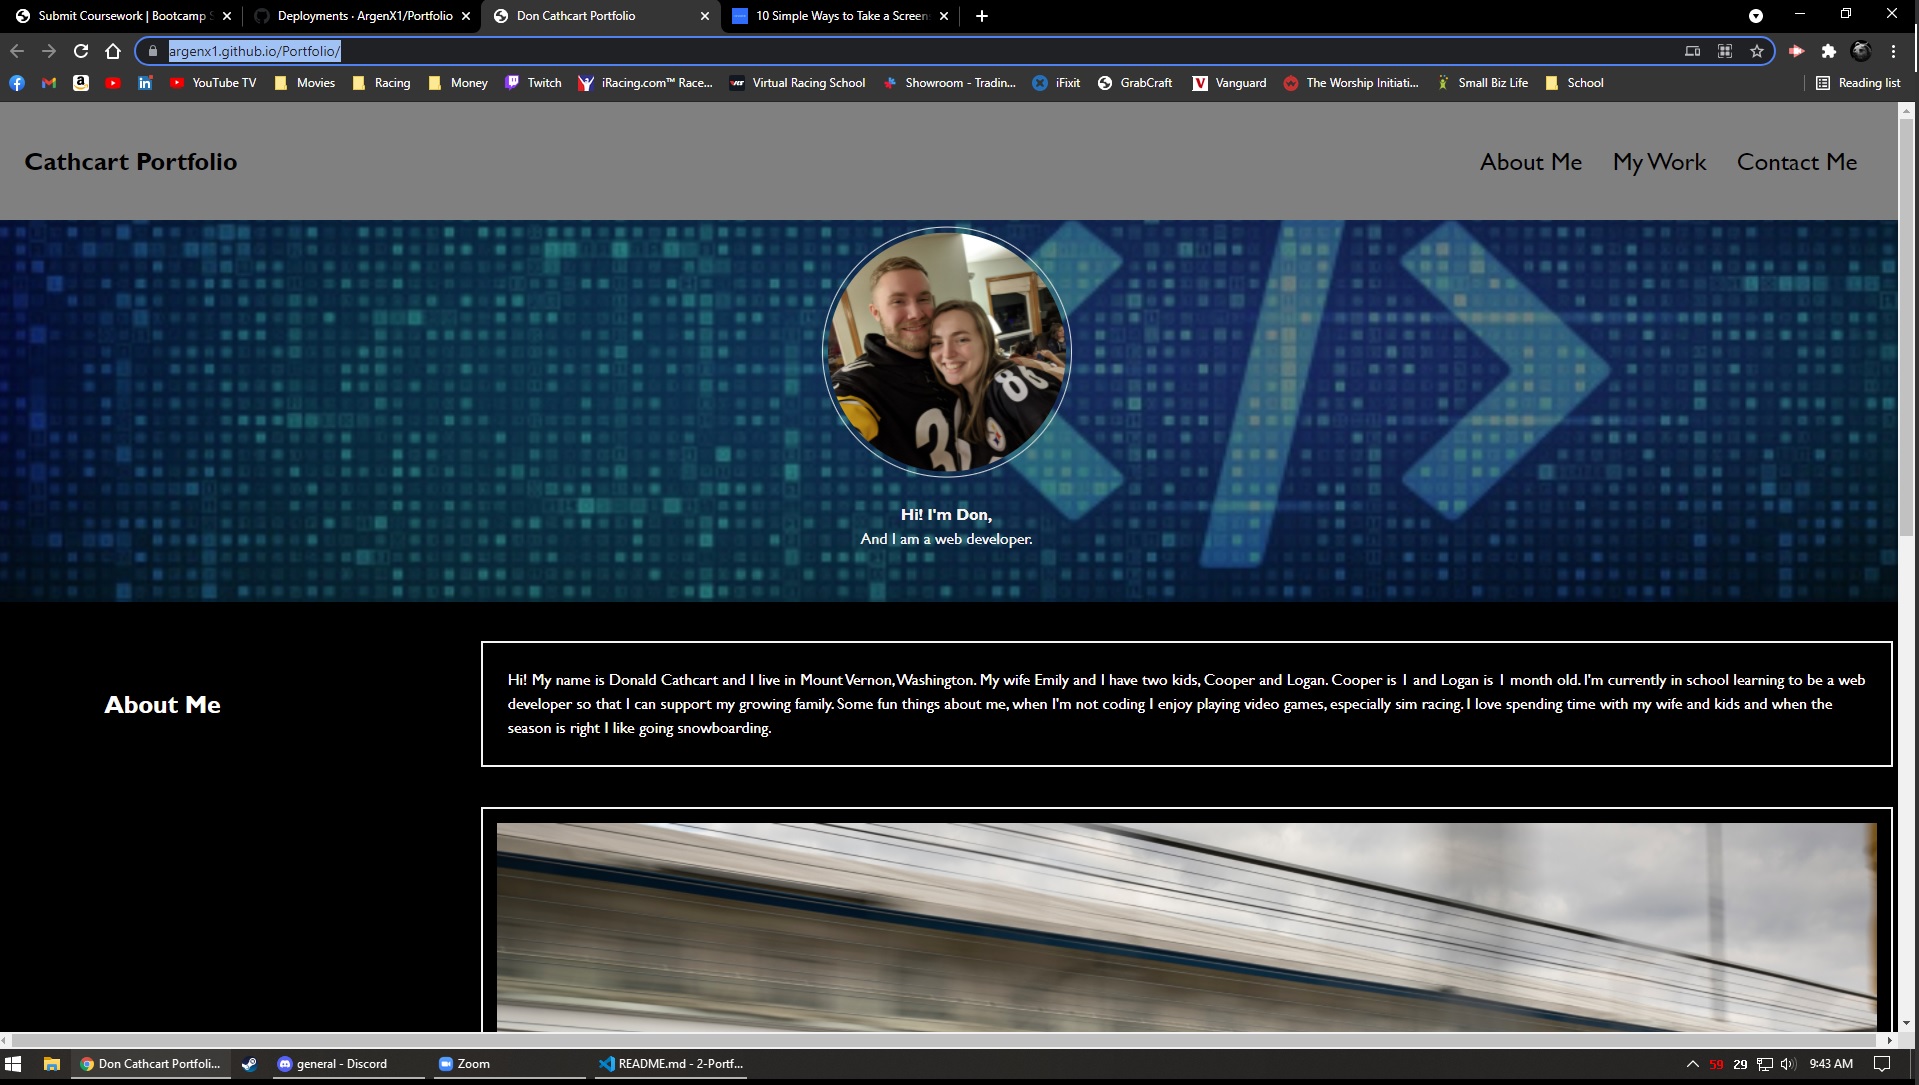 Submit Coursework | Bootcamp S
Deployments · ArgenX1/Portfolio
Don Cathcart Portfolio
10 Simple Ways to Take a Screen
argenx1.github.io/Portfolio/
YouTube TV
Movies
Racing
Money
Twitch
iRacing.com™ Race...
Virtual Racing School
Showroom - Tradin...
iFixit
GrabCraft
Vanguard
The Worship Initiati...
Small Biz Life
School
Reading list
Cathcart Portfolio
About Me
My Work
Contact Me
Hi! I'm Don,
And I am a web developer.
About Me
Hi! My name is Donald Cathcart and I live in Mount Vernon, Washington. My wife Emily and I have two kids, Cooper and Logan. Cooper is 1 and Logan is 1 month old. I'm currently in school learning to be a web
developer so that I can support my growing family. Some fun things about me, when I'm not coding I enjoy playing video games, especially sim racing. I love spending time with my wife and kids and when the
season is right I like going snowboarding.
Don Cathcart Portfoli...
general - Discord
Zoom
README.md - 2-Portf...
59
29
9:43 AM